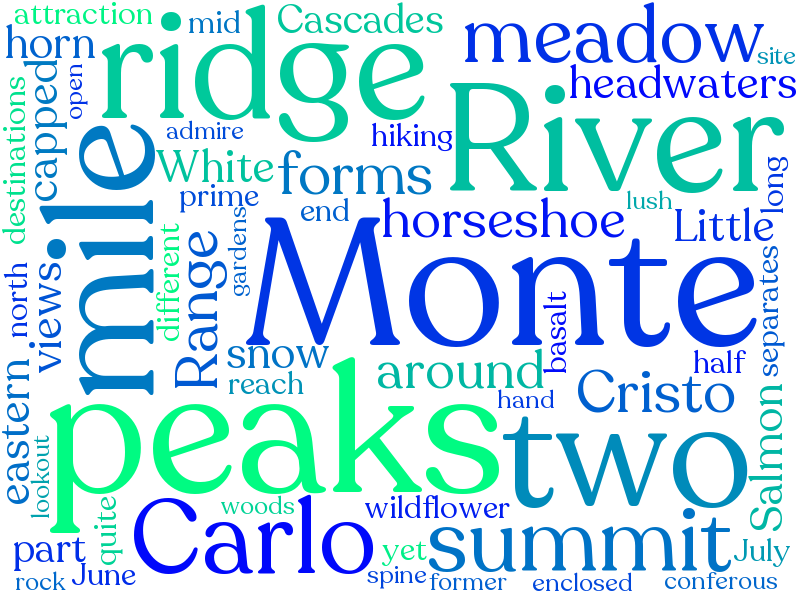 attraction
mid
Cascades
meadow
site
horn
ridge
headwaters
open
capped
admire
hiking
River
destinations
mile
White
forms
prime
end
lush
long
horseshoe
Little
gardens
different
Range
Monte
north
views
basalt
separates
snow
around
half
reach
eastern
peaks
hand
Cristo
two
Salmon
lookout
quite
woods
Carlo
wildflower
summit
part
yet
July
rock
June
spine
former
enclosed
conferous